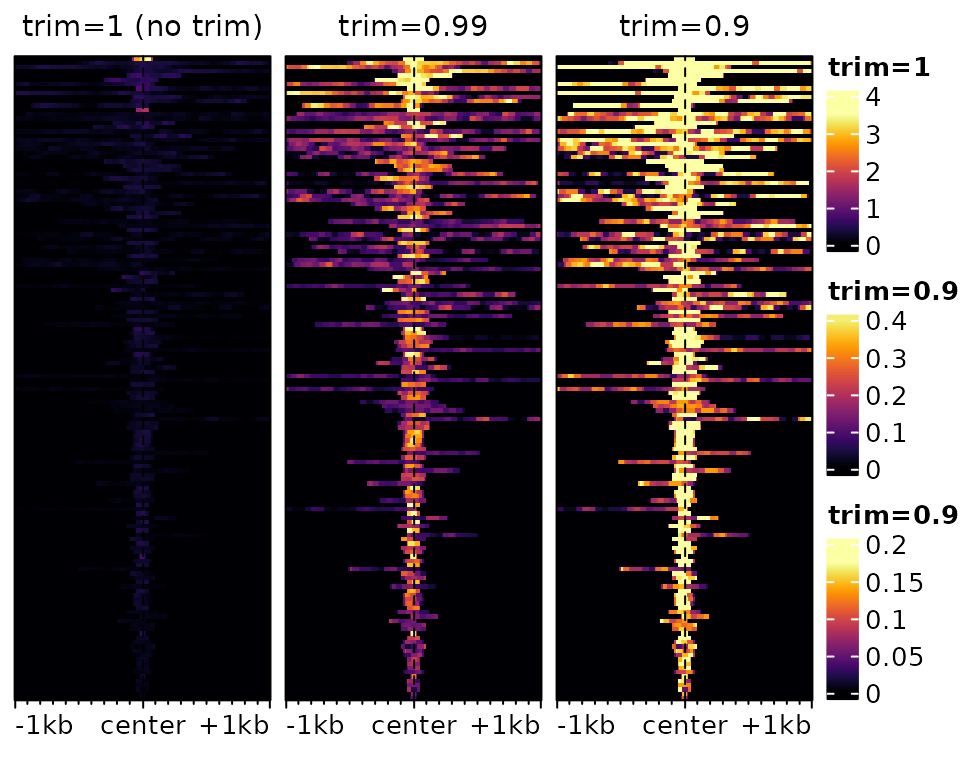 trim=1 (no trim)
trim=0.99
trim=0.9
trim=1
4
3
2
1
0
trim=0.9
0.4
0.3
0.2
0.1
0
trim=0.9
0.2
0.15
0.1
0.05
0
-1kb center +1kb
-1kb center +1kb
-1kb center +1kb